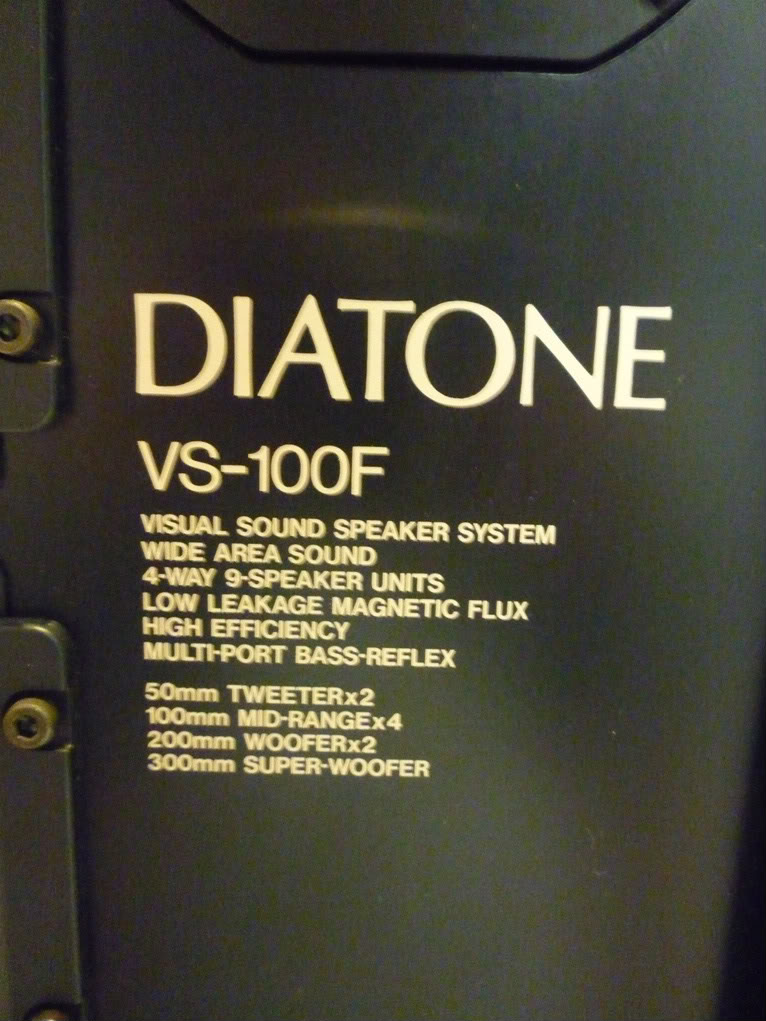 DIATONE
VS-100F
VISUAL SOUND SPEAKER SYSTEM
WIDE AREA SOUND
4-WAY 9-SPEAKER UNITS
LOW LEAKAGE MAGNETIC FLUX
HIGH EFFICIENCY
MULTI-PORT BASS-REFLEX
50mm TWEETERx2
100mm MID-RANGEx4
200mm WOOFERx2
300mm SUPER-WOOFER